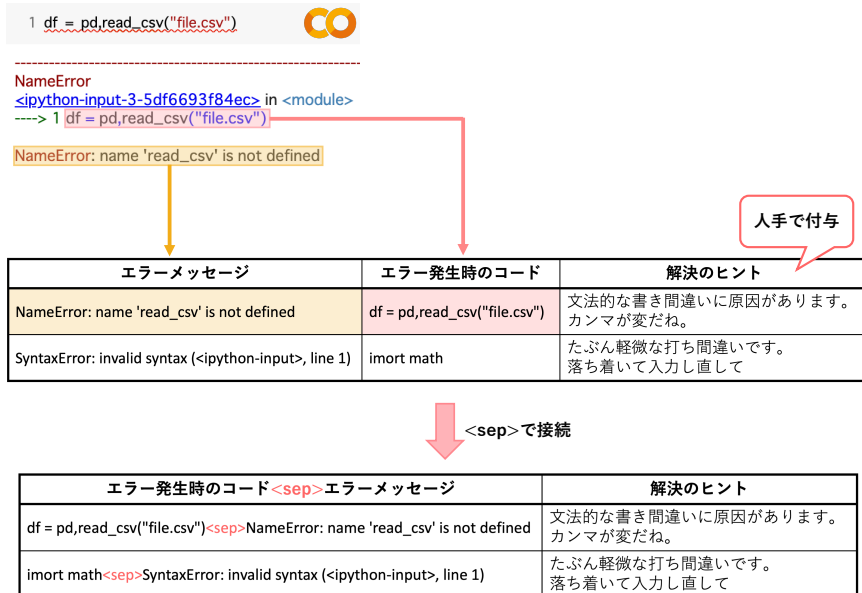 1 df = pd,read_csv("file.csv")
NameError
<ipython-input-3-5df6693f84ec> in <module>
----> 1 df = pd,read_csv("file.csv")
NameError: name 'read_csv' is not defined
人手で付与
エラーメッセージ エラー発生時のコード 解決のヒント
NameError: name 'read_csv' is not defined df = pd,read_csv("file.csv") 文法的な書き間違いに原因があります。
カンマが変だね。
SyntaxError: invalid syntax (<ipython-input>, line 1) imort math たぶん軽微な打ち間違いです。
落ち着いて入力し直して
<sep>で接続
エラー発生時のコード<sep>エラーメッセージ 解決のヒント
df = pd,read_csv("file.csv")<sep>NameError: name 'read_csv' is not defined 文法的な書き間違いに原因があります。
カンマが変だね。
imort math<sep>SyntaxError: invalid syntax (<ipython-input>, line 1) たぶん軽微な打ち間違いです。
落ち着いて入力し直して